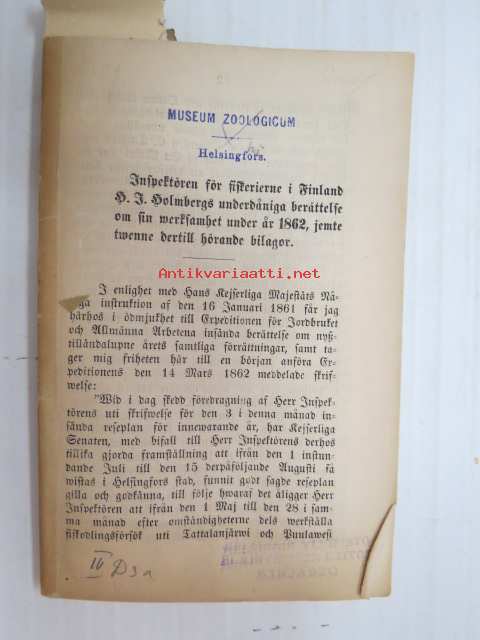 MUSEUM ZOOLOGICUM
Helsingfors.
Inspektören för fiskerierne i Finland
H. J. Holmbergs underdåniga berättelse
om sin werksamhet under år 1862, jemte
twenne dertill hörande bilagor.
Antikvariaatti.net
I enlighet med Hans Kejserliga Majestäts Nå-
diga instruktion af den 16 Januari 1861 får jag
härhos i ödmjukhet till Expeditionen för Jordbruket
och Allmänna Arbetena insända berättelse om nyss-
tilländalupne årets samtliga förrättningar, samt ta-
ger mig friheten här till en början anföra Ex-
peditionens den 14 Mars 1862 meddelade skrif-
welse:
"Wid i dag skedd föredragning af Herr Inspek-
törens uti skrifwelse för den 3 i denna månad in-
sända reseplan för innewarande år, har Kejserliga
Senaten, med bifall till Herr Inspektörens derhos
tillika gjorda framställning att ifrån den 1 instun-
dande Juli till den 15 derpåföljande Augusti få
wistas i Helsingfors stad, funnit godt sagde reseplan
gilla och godkänna, till följe hwaraf det åligger Herr
Inspektören att ifrån den 1 Maj till den 28 i sam-
ma månad efter omständigheterne dels werkställa
fiskodlingsförsök uti Tattalanjärwi och Puulawesi
IV D3a